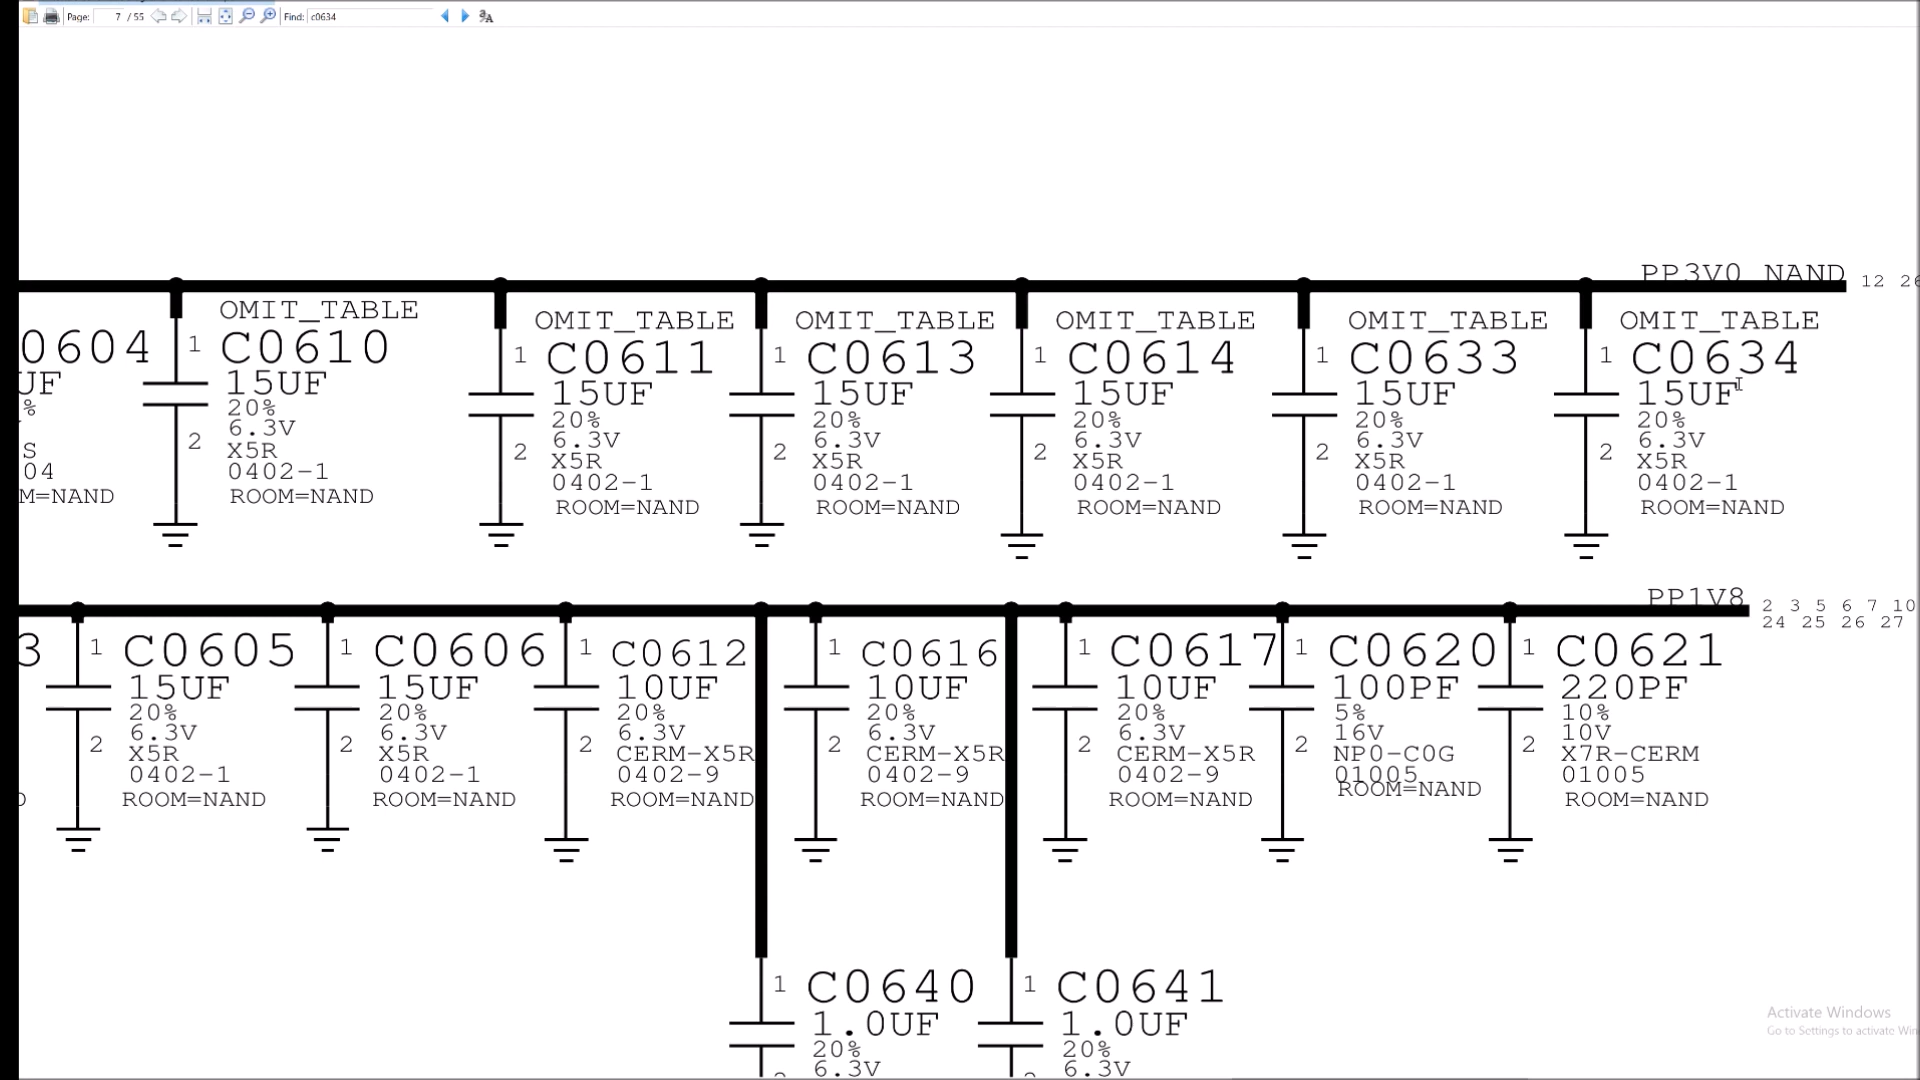 Page: 7 / 55 Find: c0634
PP3V0_NAND 12 26
OMIT_TABLE OMIT_TABLE OMIT_TABLE OMIT_TABLE OMIT_TABLE OMIT_TABLE
0604 1 C0610 1 C0611 1 C0613 1 C0614 1 C0633 1 C0634
UF 15UF 15UF 15UF 15UF 15UF 15UF
% 20% 20% 20% 20% 20% 20%
6.3V 6.3V 6.3V 6.3V 6.3V 6.3V
S 2 X5R 2 X5R 2 X5R 2 X5R 2 X5R 2 X5R
04 0402-1 0402-1 0402-1 0402-1 0402-1 0402-1
M=NAND ROOM=NAND ROOM=NAND ROOM=NAND ROOM=NAND ROOM=NAND ROOM=NAND
PP1V8 2 3 5 6 7 10
24 25 26 27
3 1 C0605 1 C0606 1 C0612 1 C0616 1 C0617 1 C0620 1 C0621
15UF 15UF 10UF 10UF 10UF 100PF 220PF
20% 20% 20% 20% 20% 5% 10%
6.3V 6.3V 6.3V 6.3V 6.3V 16V 10V
2 X5R 2 X5R 2 CERM-X5R 2 CERM-X5R 2 CERM-X5R 2 NP0-C0G 2 X7R-CERM
0402-1 0402-1 0402-9 0402-9 0402-9 01005 01005
ROOM=NAND ROOM=NAND ROOM=NAND ROOM=NAND ROOM=NAND ROOM=NAND ROOM=NAND
1 C0640 1 C0641
1.0UF 1.0UF
20% 20%
6.3V 6.3V
Activate Windows
Go to Settings to activate Win